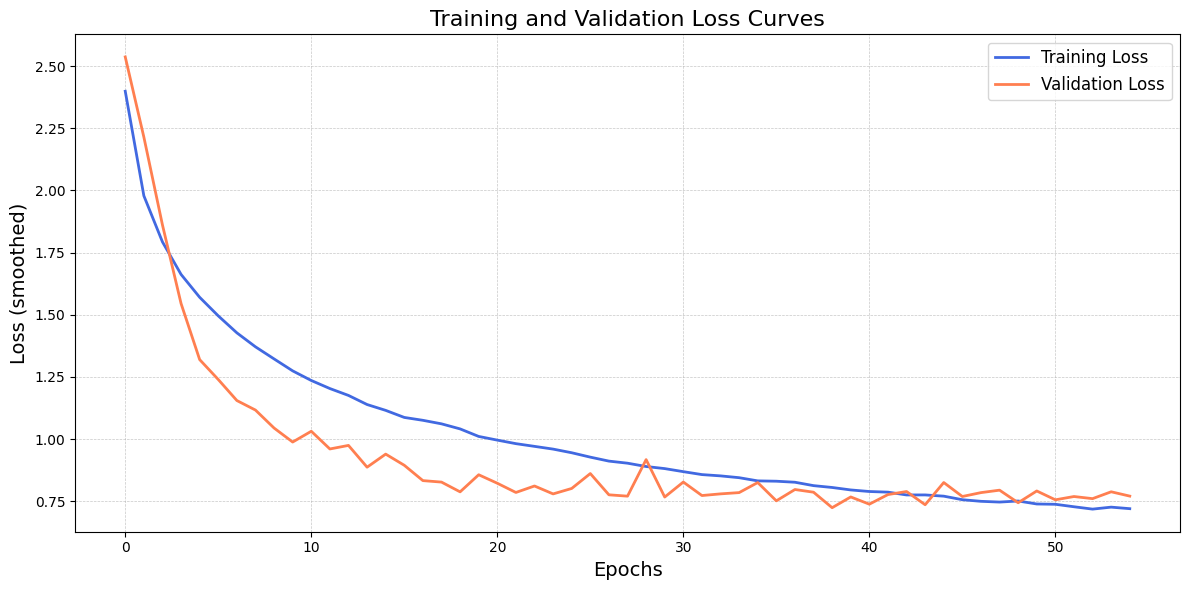 Training and Validation Loss Curves
Training Loss
Validation Loss
Loss (smoothed)
2.50
2.25
2.00
1.75
1.50
1.25
1.00
0.75
0 10 20 30 40 50
Epochs